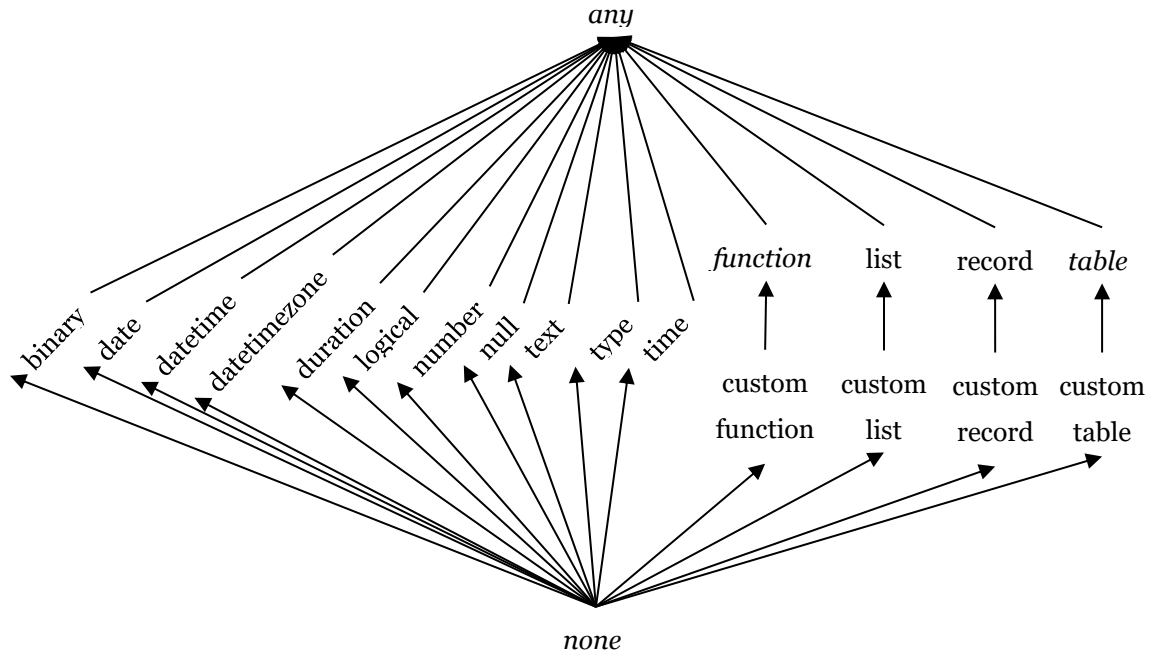 any
function
list
record
table
binary
date
datetime
datetimezone
duration
logical
number
null
text
type
time
custom
function
custom
list
custom
record
custom
table
none